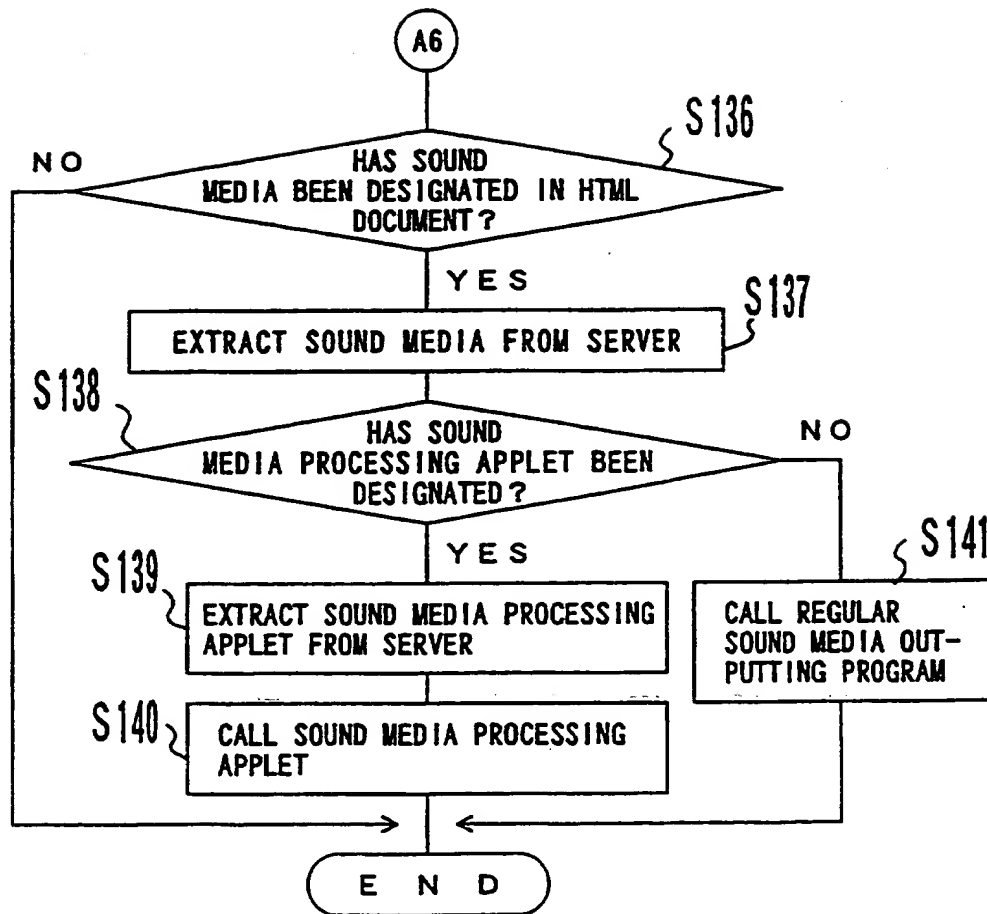 A6
S136
NO
HAS SOUND
MEDIA BEEN DESIGNATED IN HTML
DOCUMENT?
YES
S137
EXTRACT SOUND MEDIA FROM SERVER
S138
HAS SOUND
MEDIA PROCESSING APPLET BEEN
DESIGNATED?
NO
YES
S139
S141
EXTRACT SOUND MEDIA PROCESSING
APPLET FROM SERVER
CALL REGULAR
SOUND MEDIA OUT-
PUTTING PROGRAM
S140
CALL SOUND MEDIA PROCESSING
APPLET
END